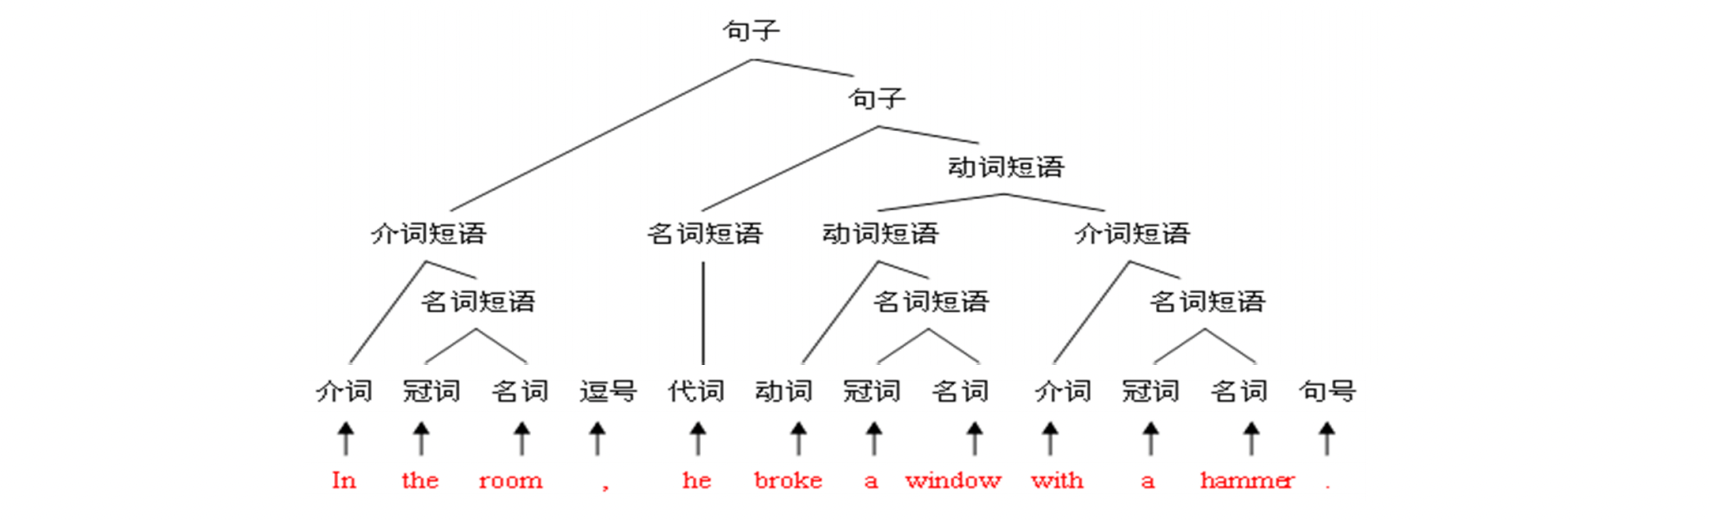 句子
句子
动词短语
介词短语 名词短语 动词短语 介词短语
名词短语 名词短语 名词短语
介词 冠词 名词 逗号 代词 动词 冠词 名词 介词 冠词 名词 句号
In the room , he broke a window with a hammer .